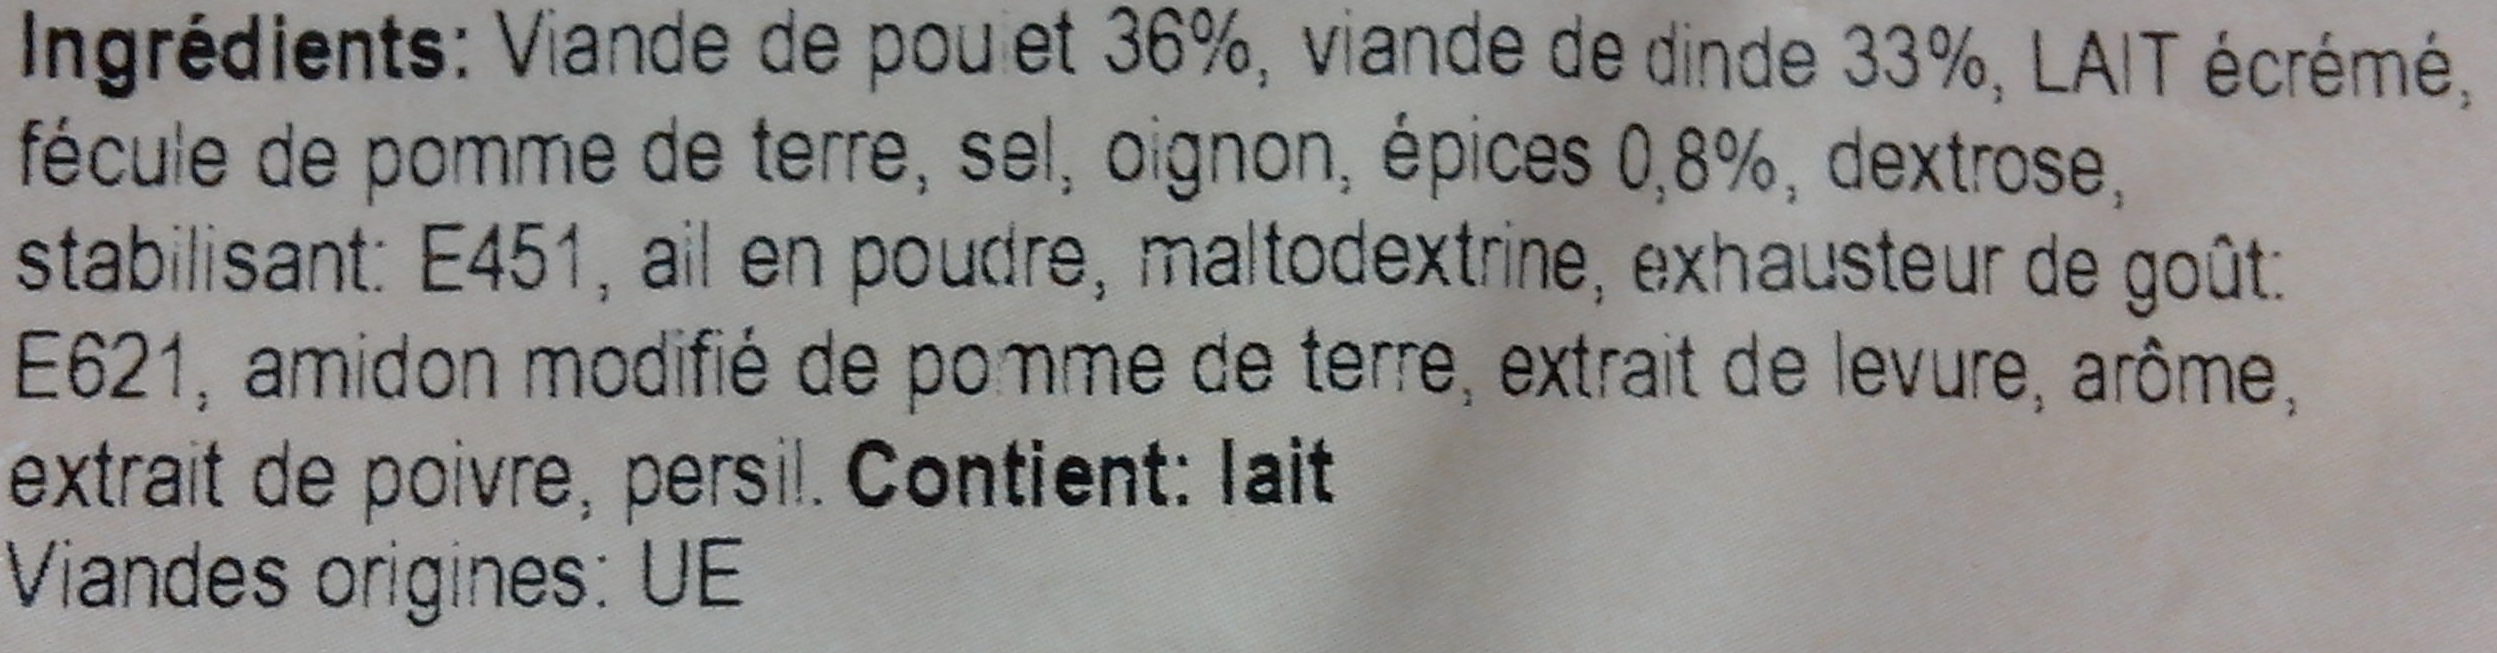 Ingrédients: Viande de poulet 36%, viande de dinde 33%, LAIT écrémé,
fécule de pomme de terre, sel, oignon, épices 0,8%, dextrose,
stabilisant: E451, ail en poudre, maltodextrine, exhausteur de goût:
E621, amidon modifié de pomme de terre, extrait de levure, arôme,
extrait de poivre, persil. Contient: lait
Viandes origines: UE